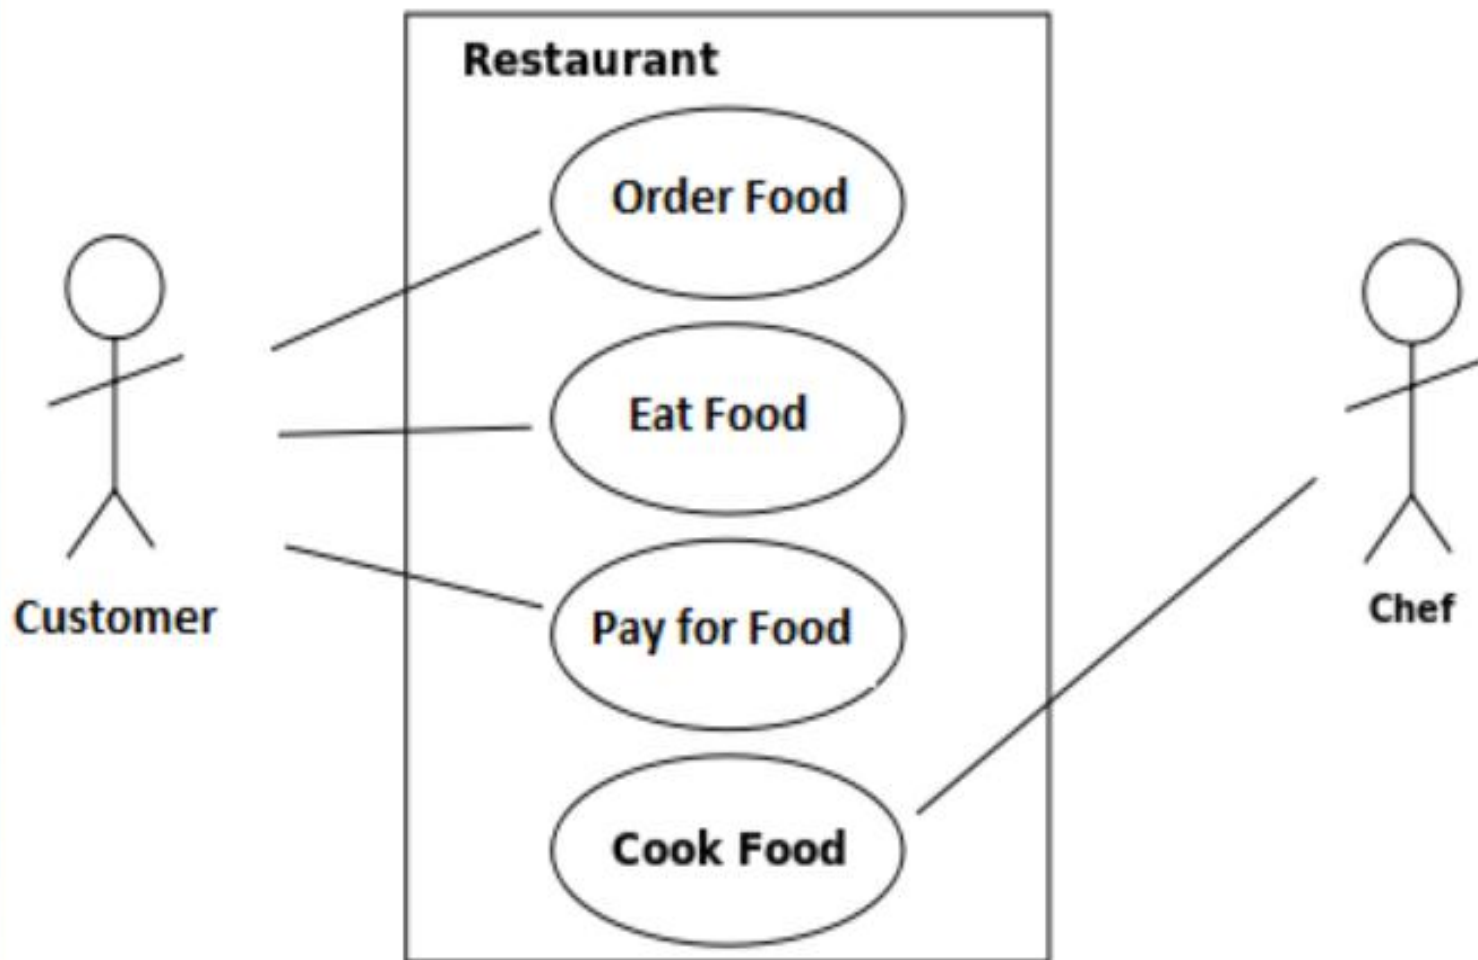 Restaurant
Order Food
Eat Food
Pay for Food
Cook Food
Customer
Chef